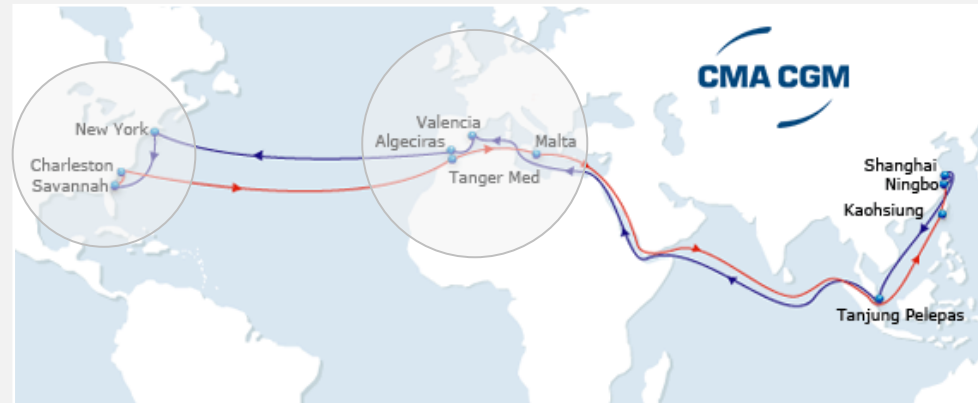 CMA CGM
New York
Charleston
Savannah
Valencia
Algeciras
Malta
Tanger Med
Shanghai
Ningbo
Kaohsiung
Tanjung Pelepas